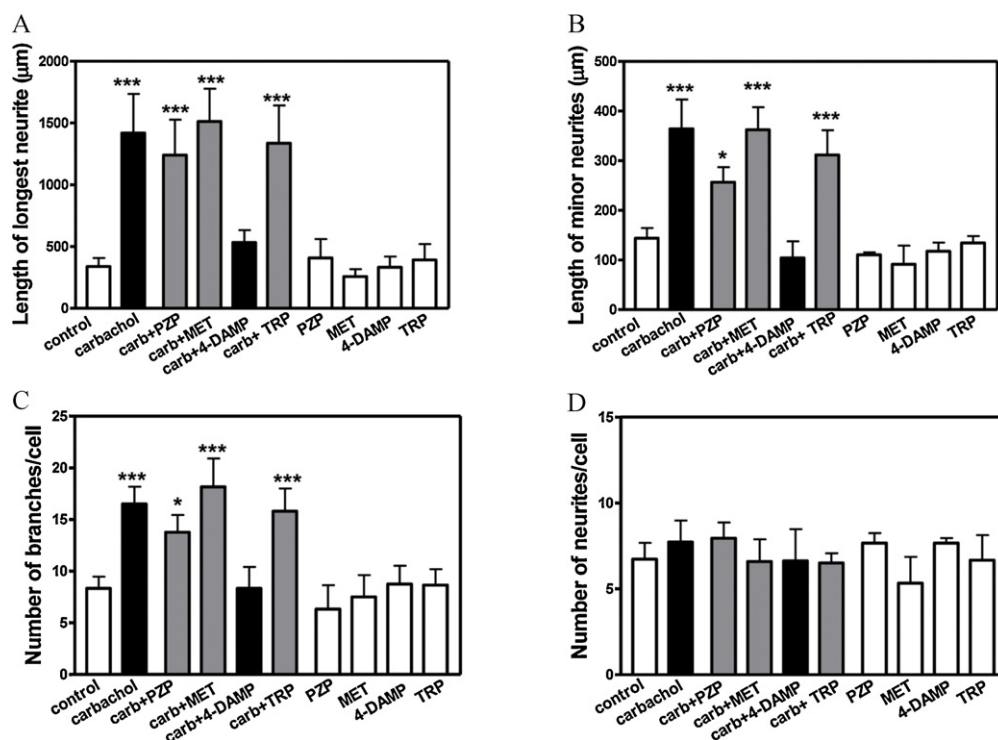 A
Length of longest neurite (μm)
2000
1500
1000
500
0
***
***
***
***
control
carbachol
carb+PZP
carb+MET
carb+4-DAMP
carb+ TRP
PZP
MET
4-DAMP
TRP
B
Length of minor neurites (μm)
500
400
300
200
100
0
***
*
***
***
control
carbachol
carb+PZP
carb+MET
carb+4-DAMP
carb+ TRP
PZP
MET
4-DAMP
TRP
C
Number of branches/cell
25
20
15
10
5
0
***
*
***
***
control
carbachol
carb+PZP
carb+MET
carb+4-DAMP
carb+TRP
PZP
MET
4-DAMP
TRP
D
Number of neurites/cell
15
10
5
0
control
carbachol
carb+PZP
carb+MET
carb+4-DAMP
carb+ TRP
PZP
MET
4-DAMP
TRP